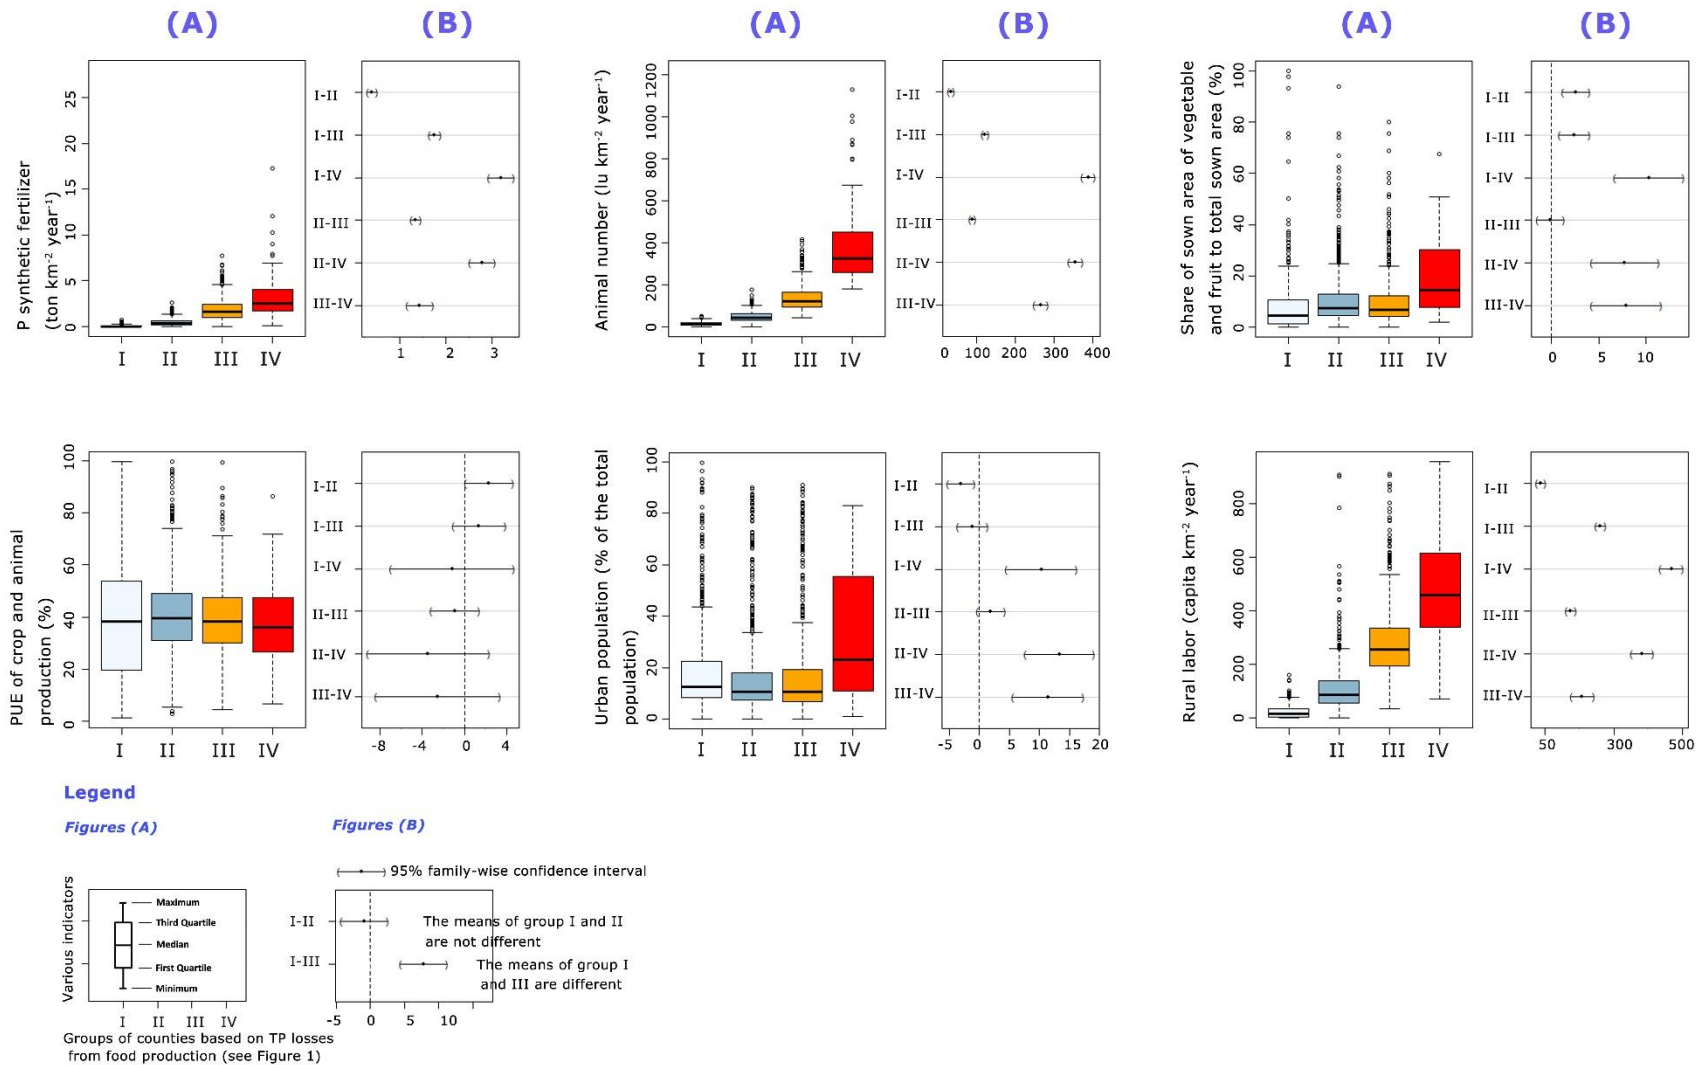 (A)
(B)
(A)
(B)
(A)
(B)
P synthetic fertilizer
(ton km⁻² year⁻¹)
25
20
15
10
5
0
I II III IV
I-II
I-III
I-IV
II-III
II-IV
III-IV
1 2 3
Animal number (lu km⁻² year⁻¹)
1200
1000
800
600
400
200
0
I II III IV
I-II
I-III
I-IV
II-III
II-IV
III-IV
0 100 200 300 400
Share of sown area of vegetable
and fruit to total sown area (%)
100
80
60
40
20
0
I II III IV
I-II
I-III
I-IV
II-III
II-IV
III-IV
0 5 10
PUE of crop and animal
production (%)
100
80
60
40
20
0
I II III IV
I-II
I-III
I-IV
II-III
II-IV
III-IV
-8 -4 0 4
Urban population (% of the total
population)
100
80
60
40
20
0
I II III IV
I-II
I-III
I-IV
II-III
II-IV
III-IV
-5 0 5 10 15 20
Rural labor (capita km⁻² year⁻¹)
800
600
400
200
0
I II III IV
I-II
I-III
I-IV
II-III
II-IV
III-IV
50 300 500
Legend
Figures (A)
Various indicators
Maximum
Third Quartile
Median
First Quartile
Minimum
I II III IV
Groups of counties based on TP losses
from food production (see Figure 1)
Figures (B)
95% family-wise confidence interval
I-II
The means of group I and II
are not different
I-III
The means of group I
and III are different
-5 0 5 10